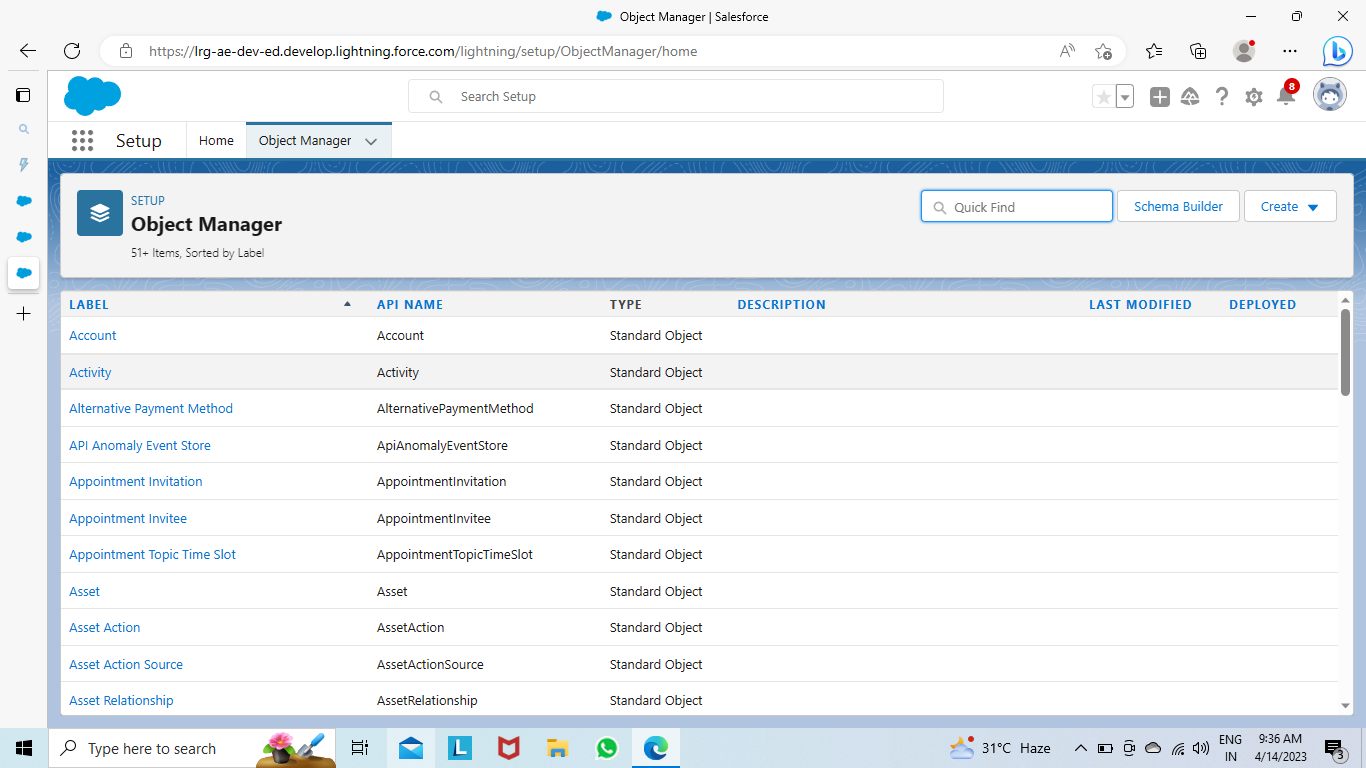 Object Manager | Salesforce
https://lrg-ae-dev-ed.develop.lightning.force.com/lightning/setup/ObjectManager/home
Search Setup
8
Setup
Home
Object Manager
SETUP
Object Manager
51+ Items, Sorted by Label
Quick Find
Schema Builder
Create
LABEL API NAME TYPE DESCRIPTION LAST MODIFIED DEPLOYED
Account Account Standard Object
Activity Activity Standard Object
Alternative Payment Method AlternativePaymentMethod Standard Object
API Anomaly Event Store ApiAnomalyEventStore Standard Object
Appointment Invitation AppointmentInvitation Standard Object
Appointment Invitee AppointmentInvitee Standard Object
Appointment Topic Time Slot AppointmentTopicTimeSlot Standard Object
Asset Asset Standard Object
Asset Action AssetAction Standard Object
Asset Action Source AssetActionSource Standard Object
Asset Relationship AssetRelationship Standard Object
Type here to search
L
31°C Haze
ENG
IN
9:36 AM
4/14/2023
3